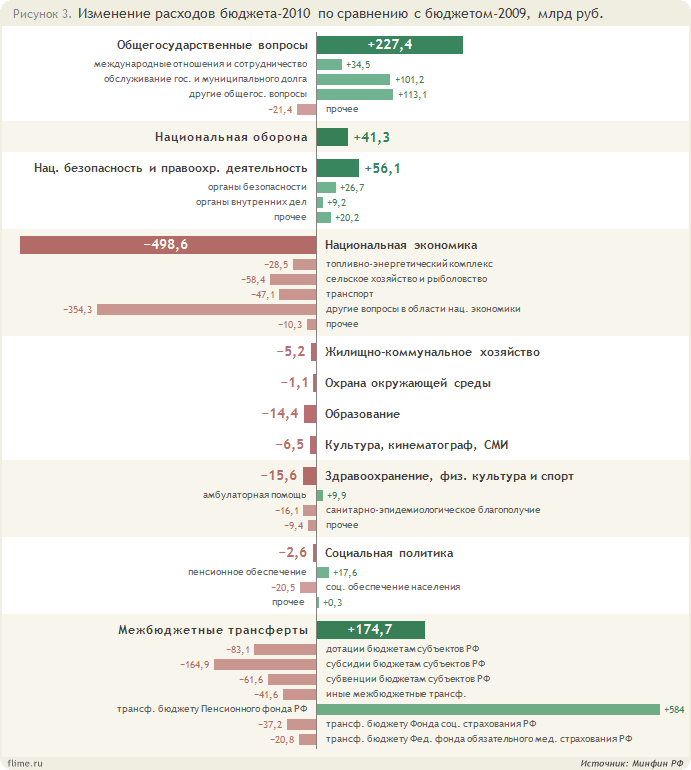 Рисунок 3. Изменение расходов бюджета-2010 по сравнению с бюджетом-2009, млрд руб.
Общегосударственные вопросы +227,4
международные отношения и сотрудничество +34,5
обслуживание гос. и муниципального долга +101,2
другие общегос. вопросы +113,1
−21,4 прочее
Национальная оборона +41,3
Нац. безопасность и правоохр. деятельность +56,1
органы безопасности +26,7
органы внутренних дел +9,2
прочее +20,2
−498,6 Национальная экономика
−28,5 топливно-энергетический комплекс
−58,4 сельское хозяйство и рыболовство
−47,1 транспорт
−354,3 другие вопросы в области нац. экономики
−10,3 прочее
−5,2 Жилищно-коммунальное хозяйство
−1,1 Охрана окружающей среды
−14,4 Образование
−6,5 Культура, кинематограф, СМИ
−15,6 Здравоохранение, физ. культура и спорт
амбулаторная помощь +9,9
−16,1 санитарно-эпидемиологическое благополучие
−9,4 прочее
−2,6 Социальная политика
пенсионное обеспечение +17,6
−20,5 соц. обеспечение населения
прочее +0,3
Межбюджетные трансферты +174,7
−83,1 дотации бюджетам субъектов РФ
−164,9 субсидии бюджетам субъектов РФ
−61,6 субвенции бюджетам субъектов РФ
−41,6 иные межбюджетные трансф.
трансф. бюджету Пенсионного фонда РФ +584
−37,2 трансф. бюджету Фонда соц. страхования РФ
−20,8 трансф. бюджету Фед. фонда обязательного мед. страхования РФ
flime.ru Источник: Минфин РФ